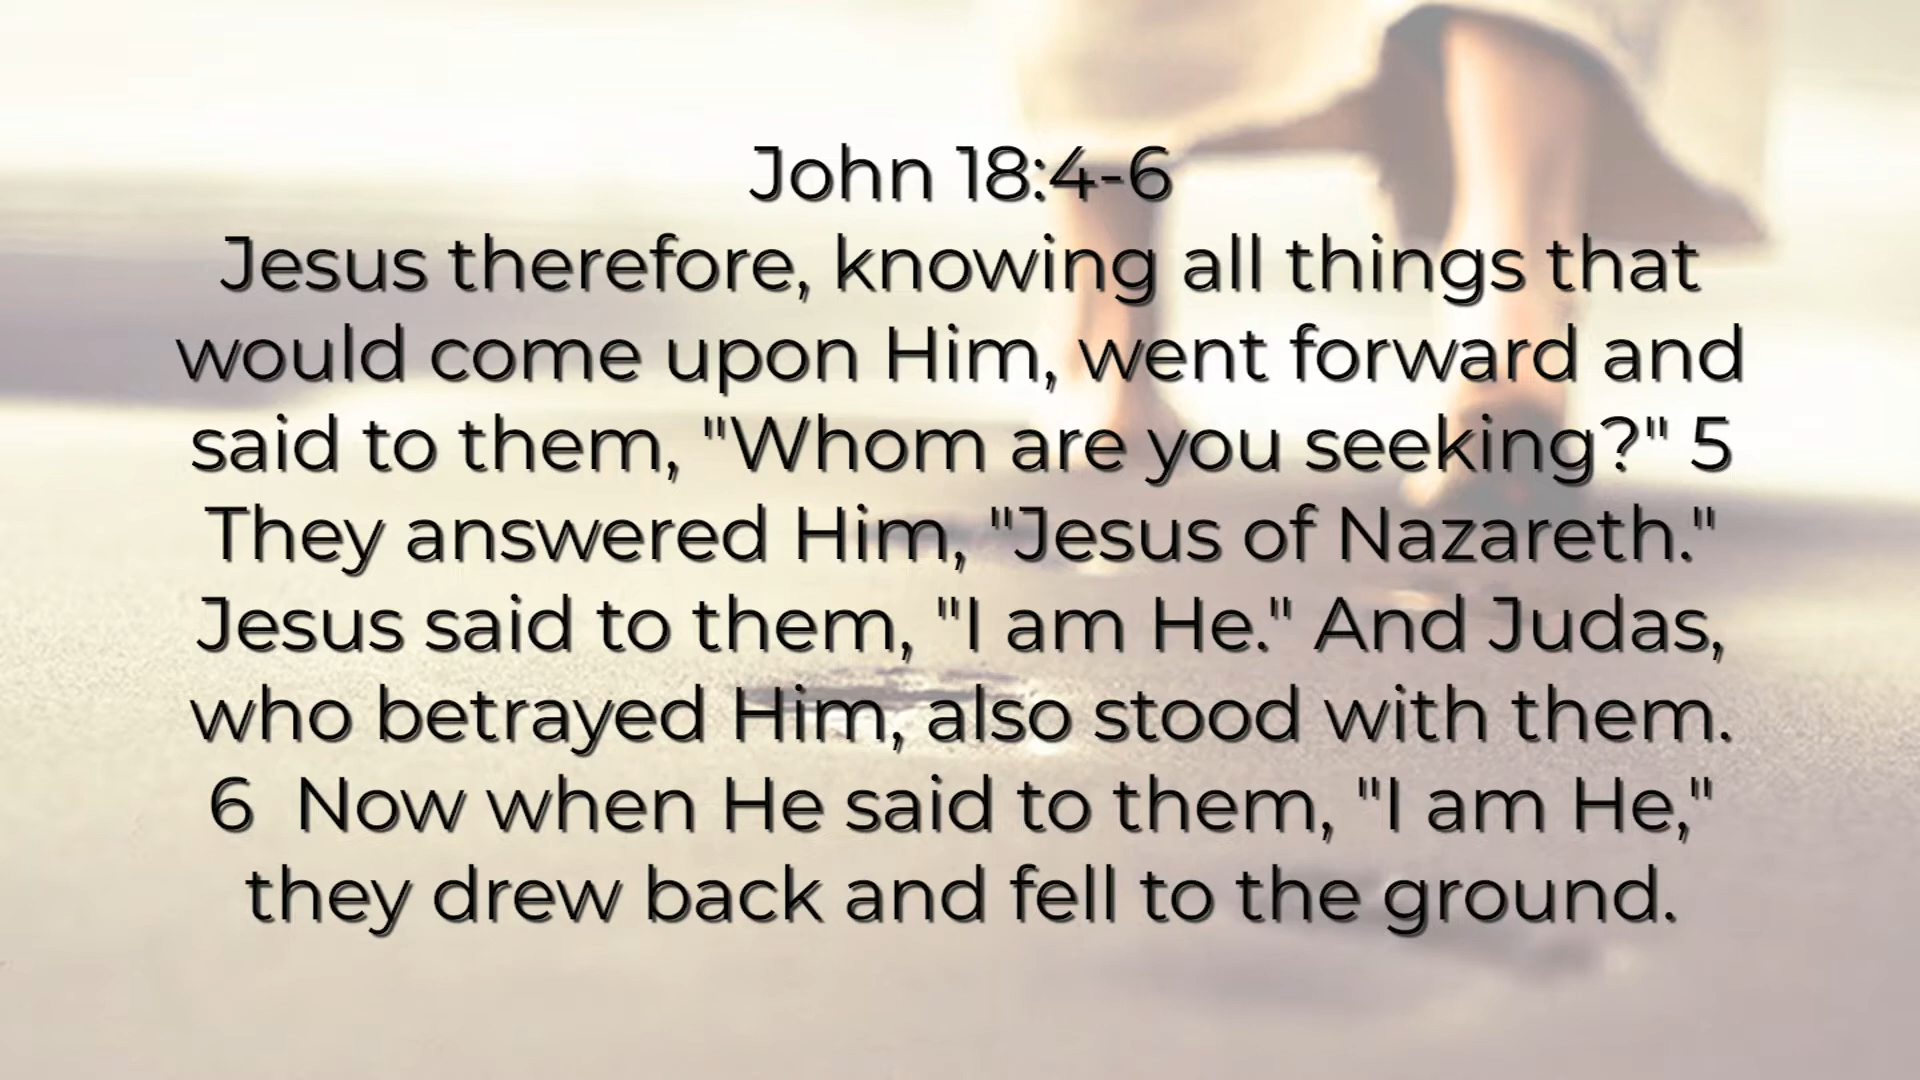 John 18:4-6
Jesus therefore, knowing all things that
would come upon Him, went forward and
said to them, "Whom are you seeking?" 5
They answered Him, "Jesus of Nazareth."
Jesus said to them, "I am He." And Judas,
who betrayed Him, also stood with them.
6  Now when He said to them, "I am He,"
they drew back and fell to the ground.